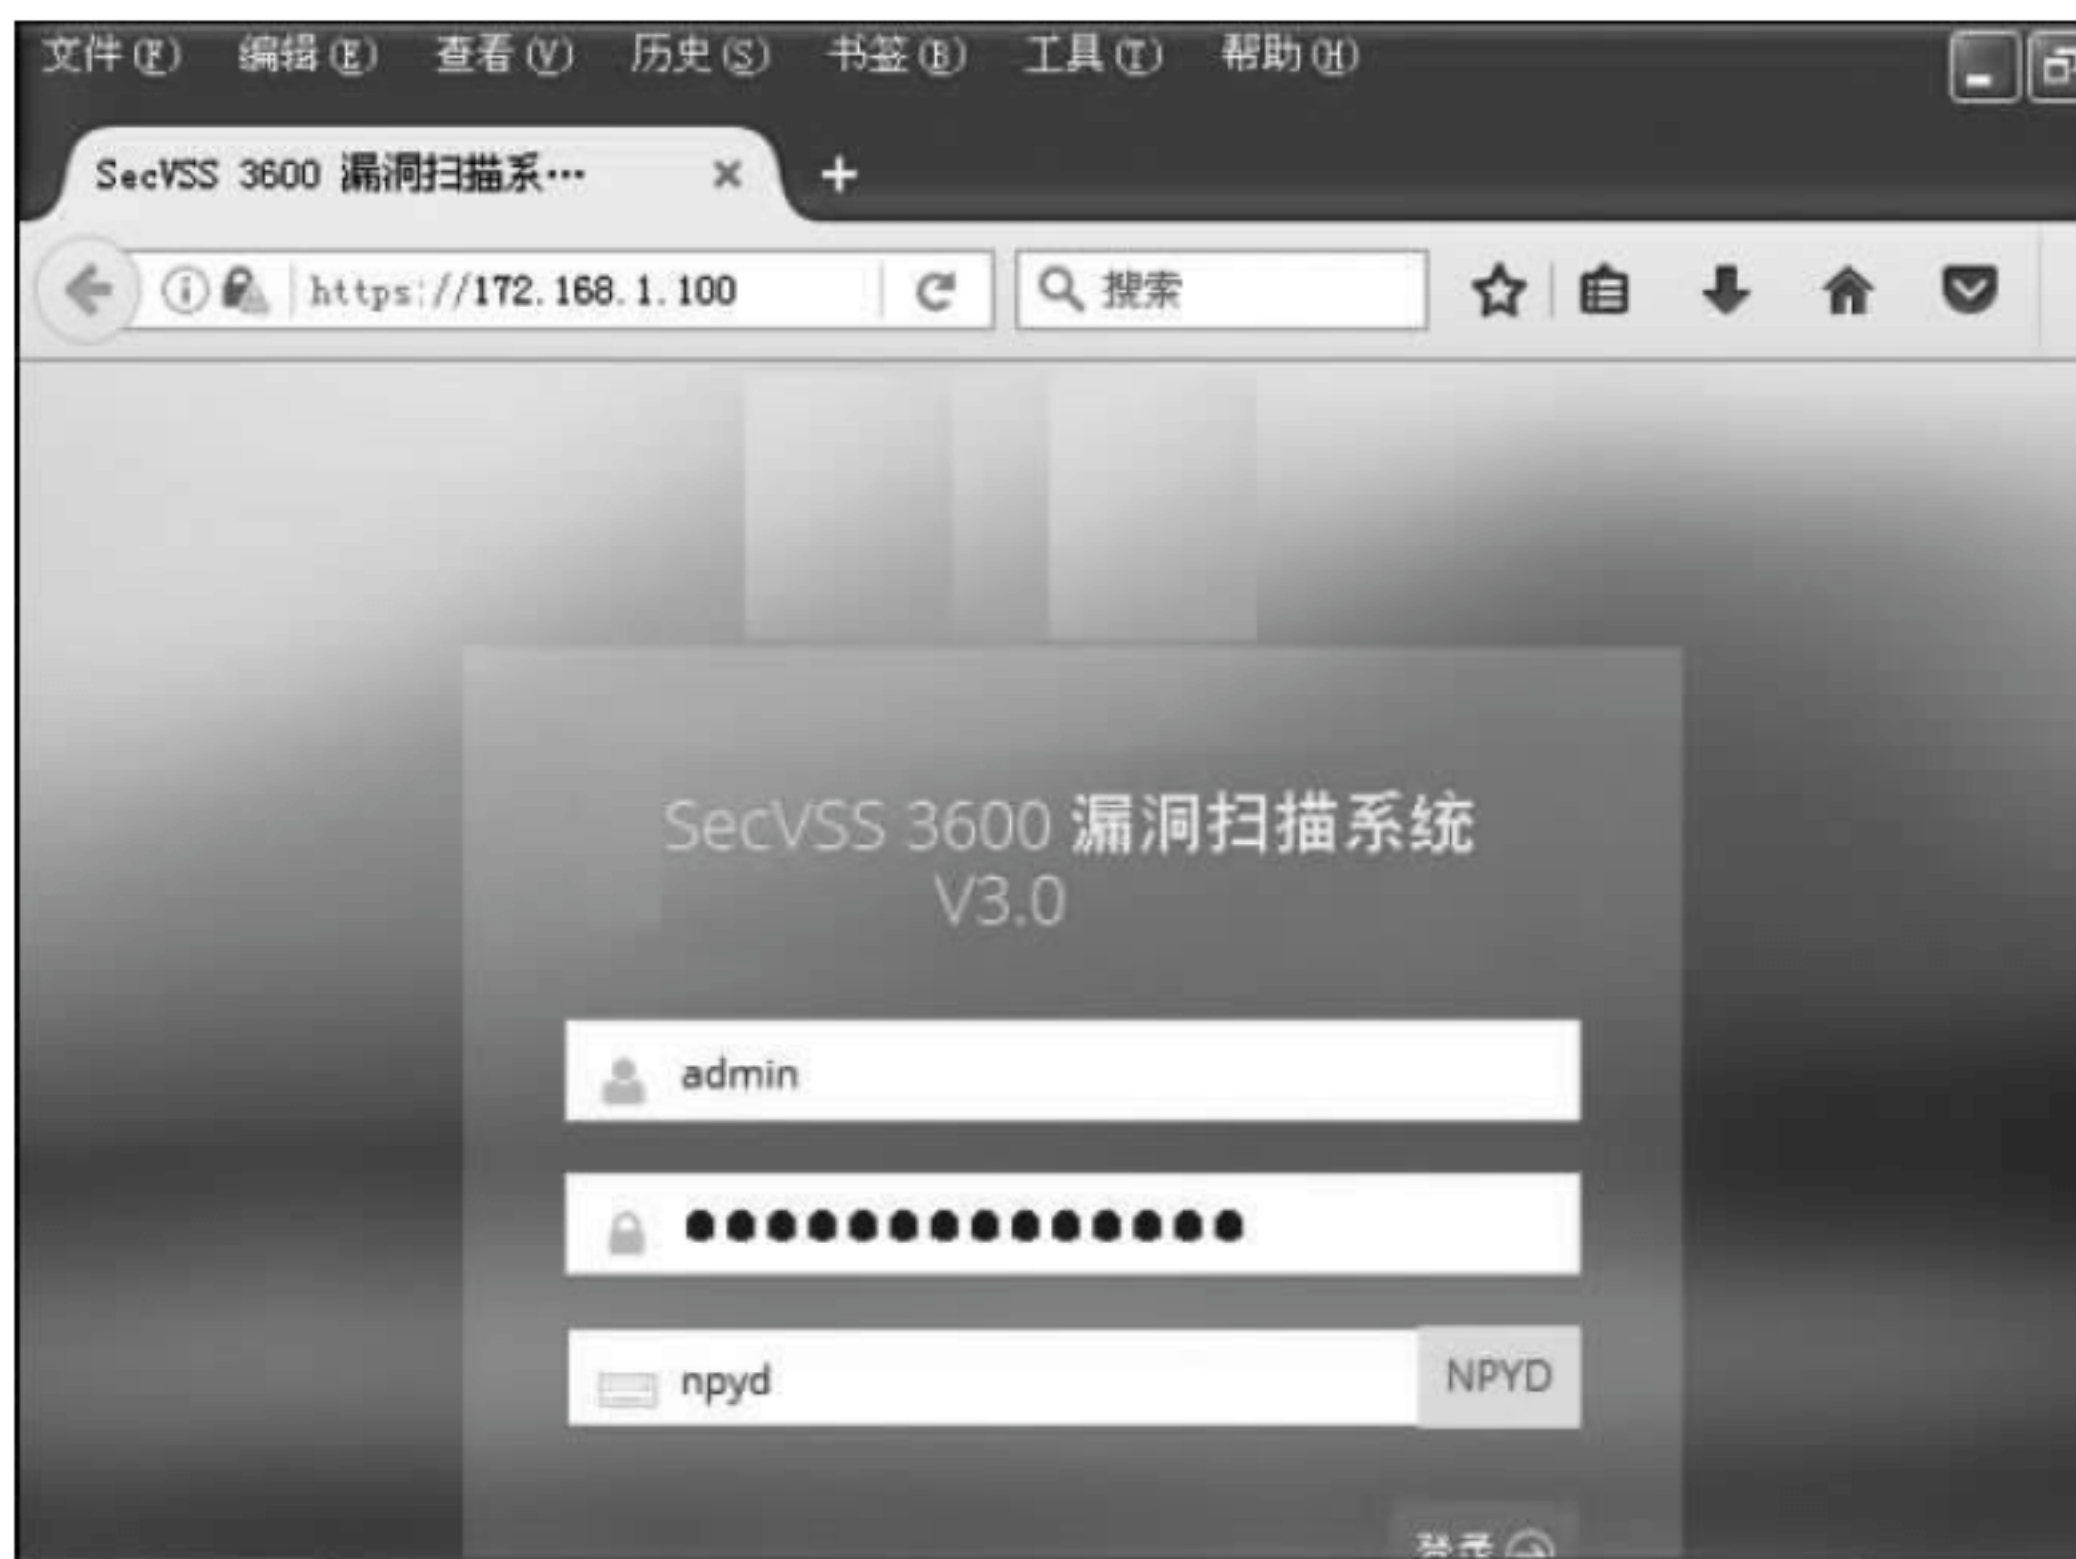 文件(F) 编辑(E) 查看(V) 历史(S) 书签(B) 工具(T) 帮助(H)
SecVSS 3600 漏洞扫描系…
https://172.168.1.100 搜索
SecVSS 3600 漏洞扫描系统
V3.0
admin
npyd NPYD
登录